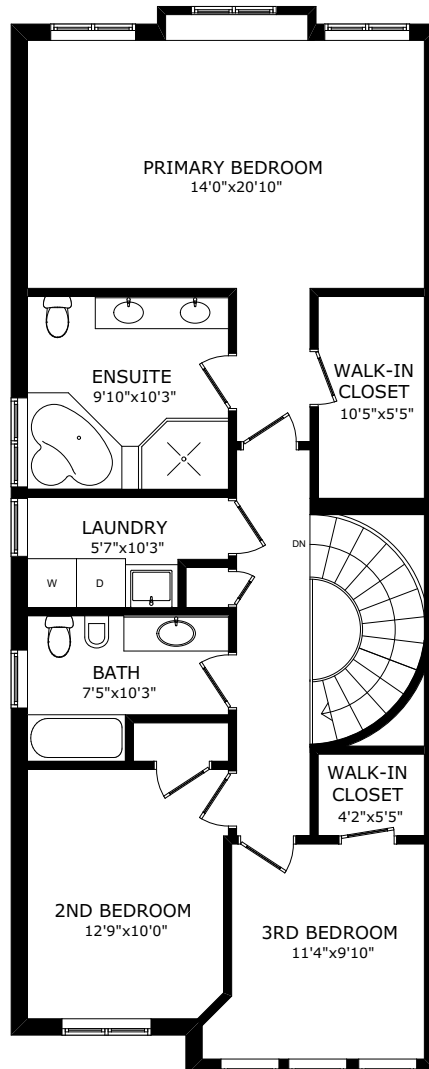 PRIMARY BEDROOM
14'0"x20'10"
ENSUITE
9'10"x10'3"
WALK-IN
CLOSET
10'5"x5'5"
LAUNDRY
5'7"x10'3"
DN
W
D
BATH
7'5"x10'3"
WALK-IN
CLOSET
4'2"x5'5"
2ND BEDROOM
12'9"x10'0"
3RD BEDROOM
11'4"x9'10"